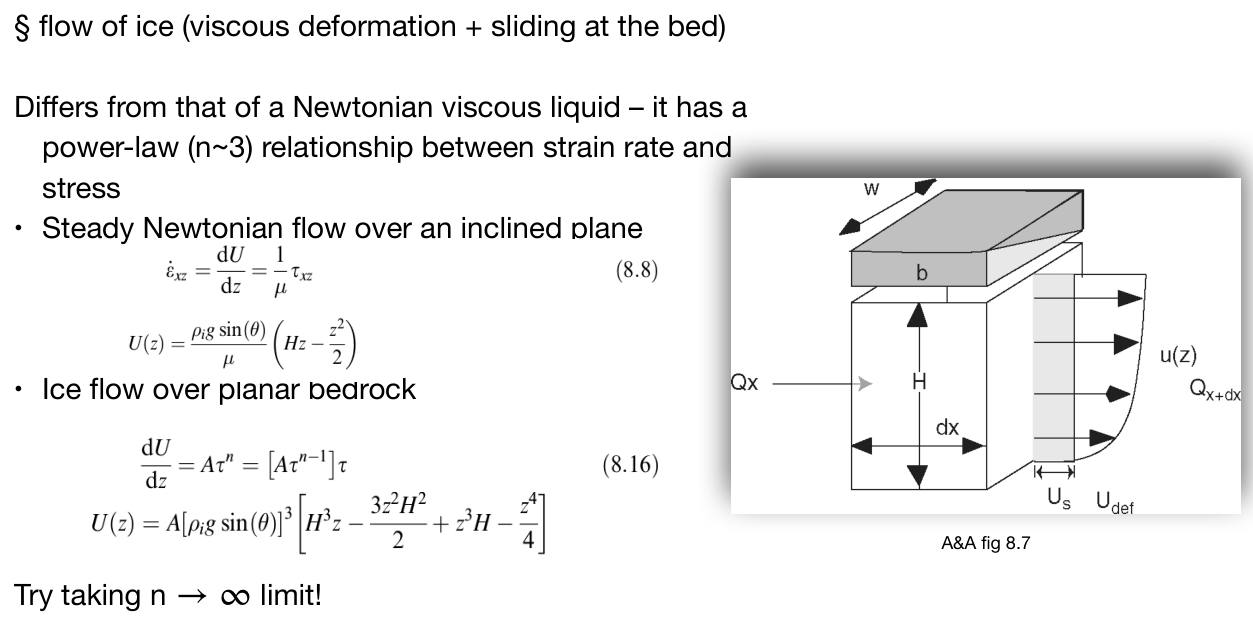 § flow of ice (viscous deformation + sliding at the bed)
Differs from that of a Newtonian viscous liquid – it has a
power-law (n~3) relationship between strain rate and
stress
• Steady Newtonian flow over an inclined plane
ε̇xz = dU/dz = 1/μ τxz (8.8)
U(z) = ρig sin(θ)/μ (Hz − z²/2)
• Ice flow over planar bedrock
dU/dz = Aτⁿ = [Aτⁿ⁻¹]τ (8.16)
U(z) = A[ρig sin(θ)]³ [H³z − 3z²H²/2 + z³H − z⁴/4]
Try taking n → ∞ limit!
w
b
Qx
H
dx
u(z)
Qx+dx
Us
Udef
A&A fig 8.7